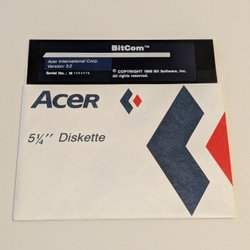 BitCom™
Acer International Corp.
Version: 3.2
Serial No.: M
© COPYRIGHT 1986 Bit Software, Inc.
All rights reserved.
ACER
5¼'' Diskette